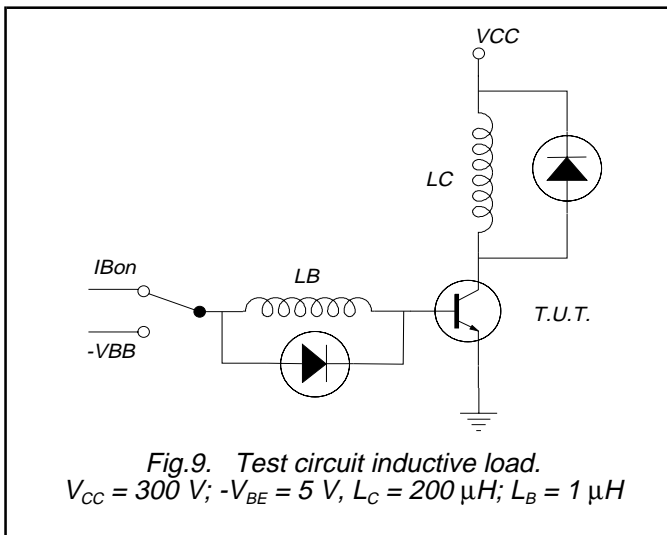 VCC
LC
IBon
LB
T.U.T.
-VBB
Fig.9. Test circuit inductive load.
VCC = 300 V; -VBE = 5 V, LC = 200 μH; LB = 1 μH